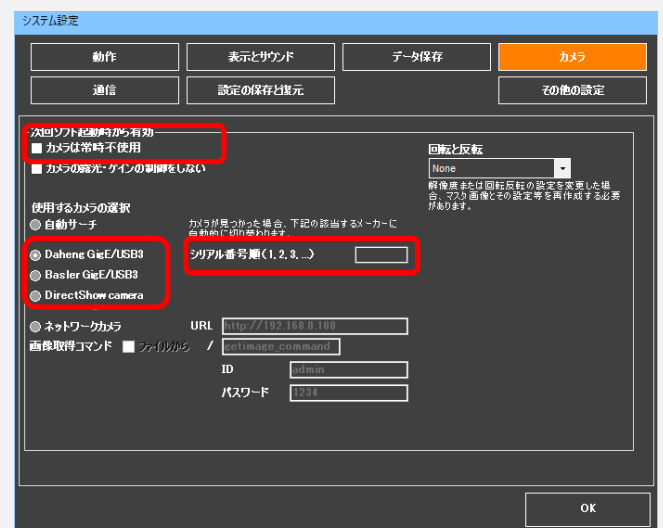 システム設定
動作
表示とサウンド
データ保存
カメラ
通信
設定の保存と復元
その他の設定
次回ソフト起動時から有効
カメラは常時不使用
カメラの露光・ゲインの制御をしない
回転と反転
None
解像度または回転反転の設定を変更した場
合、マスタ画像とその設定等を再作成する必要
があります。
使用するカメラの選択
自動サーチ
カメラが見つかった場合、下記の該当するメーカーに
自動的に切り替わります.
Daheng GigE/USB3
シリアル番号順(1,2,3,...)
Basler GigE/USB3
DirectShow camera
ネットワークカメラ
URL http://192.168.0.100
画像取得コマンド
ファイルから
/ getimage_command
ID admin
パスワード 1234
OK